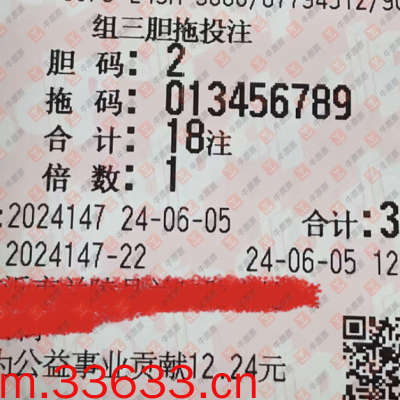 组三胆拖投注
胆 码: 2
拖 码: 013456789
合 计: 18注
倍 数: 1
:2024147 24-06-05 合计:3
2024147-22 24-06-05 12
为公益事业贡献12.24元
m.33633.cn